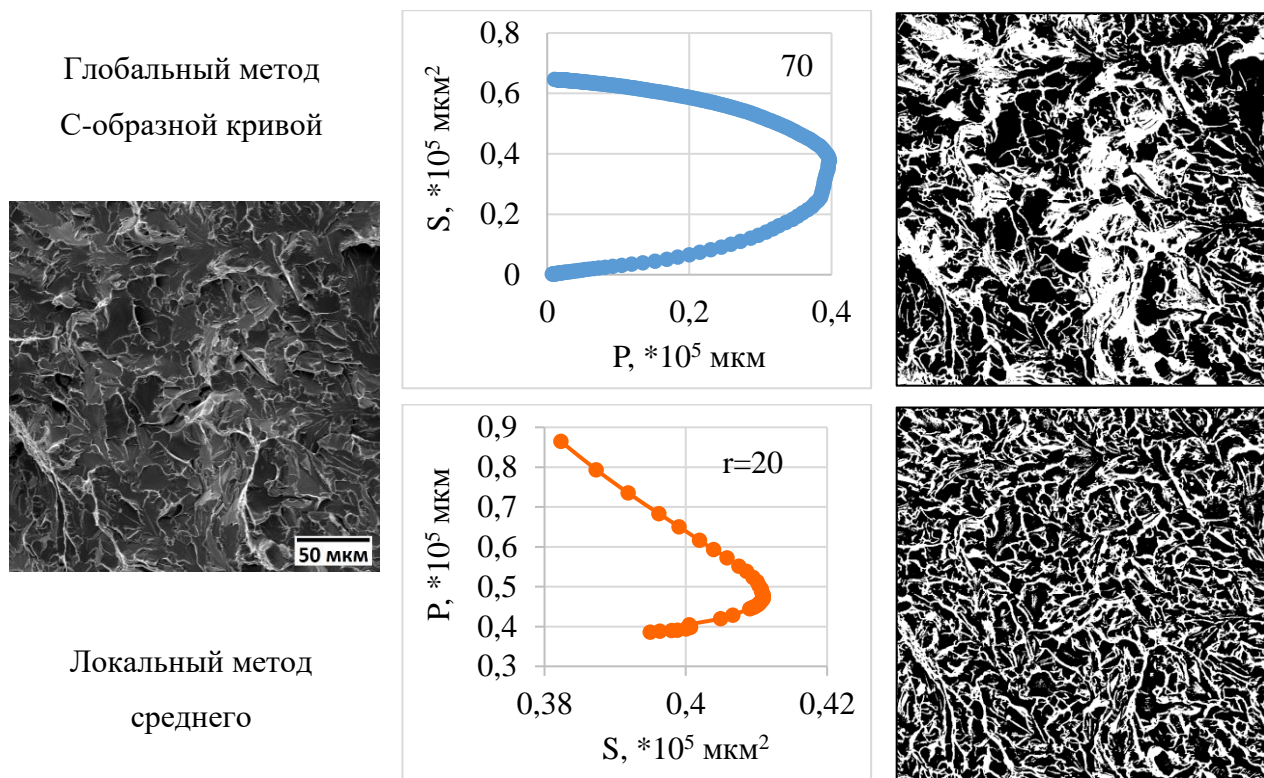 Глобальный метод
С-образной кривой
50 мкм
Локальный метод
среднего
S, *10⁵ мкм²
0,8
0,6
0,4
0,2
0
0
0,2
0,4
P, *10⁵ мкм
70
P, *10⁵ мкм
0,9
0,8
0,7
0,6
0,5
0,4
0,3
0,38
0,4
0,42
S, *10⁵ мкм²
r=20